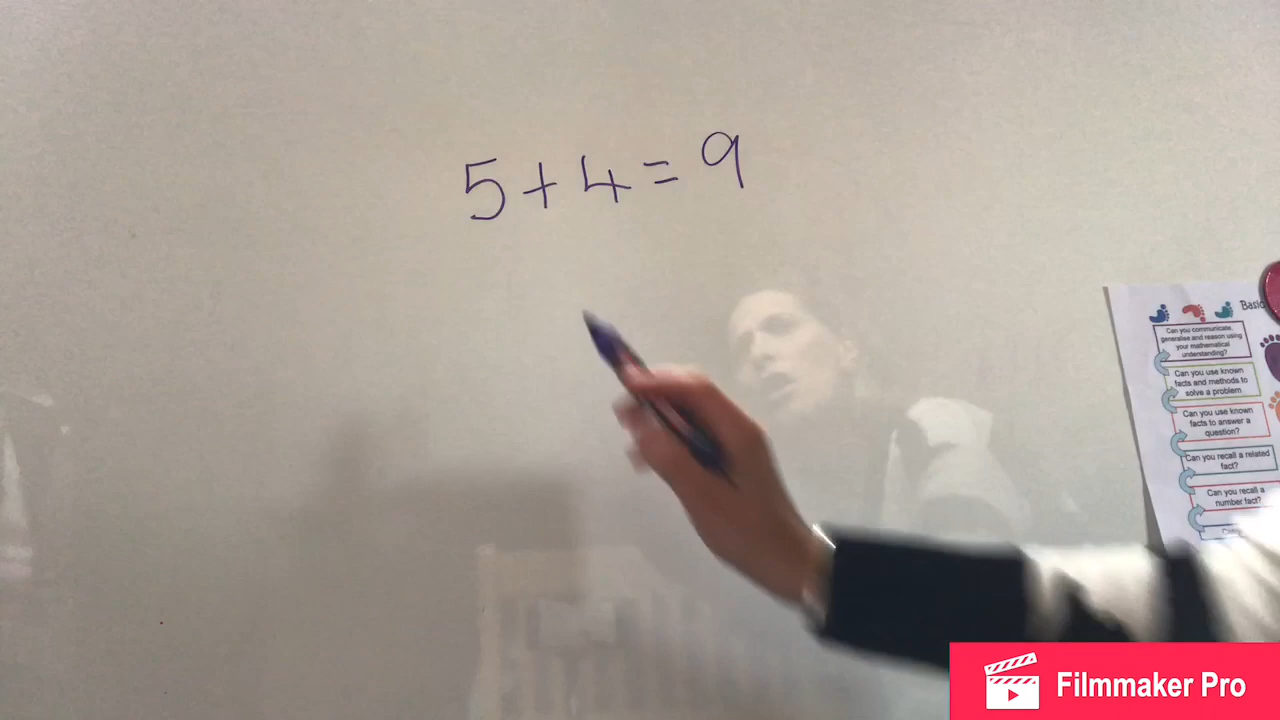 5 + 4 = 9
Basic
Can you communicate,
generalise and reason using
your mathematical
understanding?
Can you use known
facts and methods to
solve a problem
Can you use known
facts to answer a
question?
Can you recall a related
fact?
Can you recall a
number fact?
Filmmaker Pro